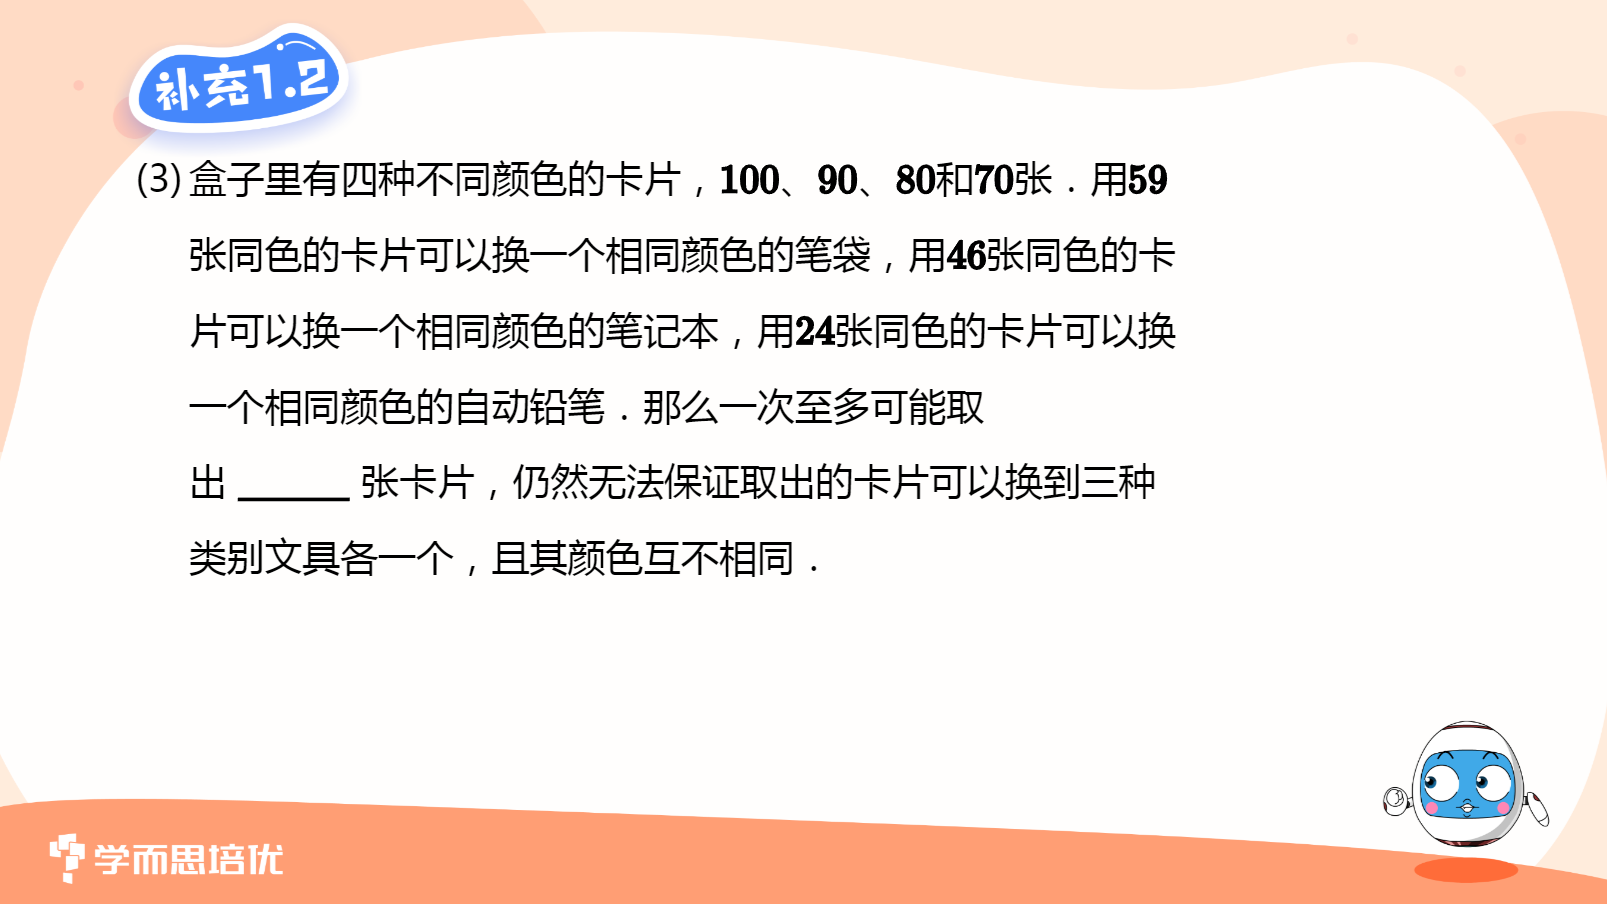 补充1.2
(3) 盒子里有四种不同颜色的卡片，100、90、80和70张．用59
张同色的卡片可以换一个相同颜色的笔袋，用46张同色的卡
片可以换一个相同颜色的笔记本，用24张同色的卡片可以换
一个相同颜色的自动铅笔．那么一次至多可能取
出 ______ 张卡片，仍然无法保证取出的卡片可以换到三种
类别文具各一个，且其颜色互不相同．
学而思培优